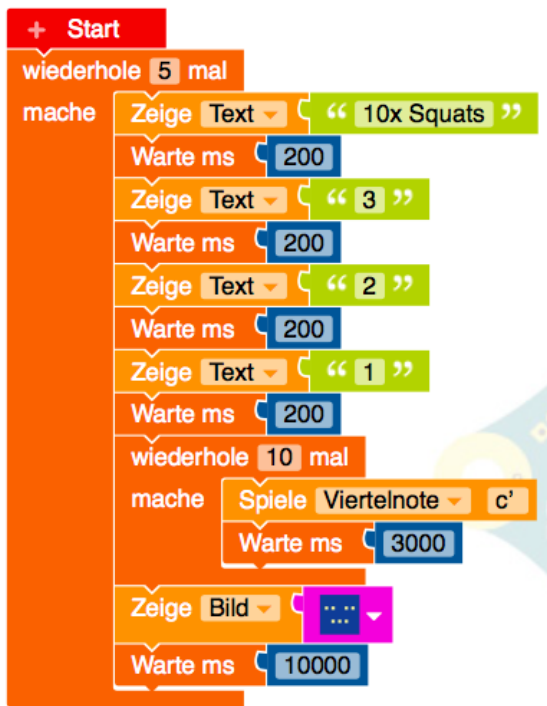 + Start
wiederhole 5 mal
mache Zeige Text “ 10x Squats ”
Warte ms 200
Zeige Text “ 3 ”
Warte ms 200
Zeige Text “ 2 ”
Warte ms 200
Zeige Text “ 1 ”
Warte ms 200
wiederhole 10 mal
mache Spiele Viertelnote c’
Warte ms 3000
Zeige Bild
Warte ms 10000